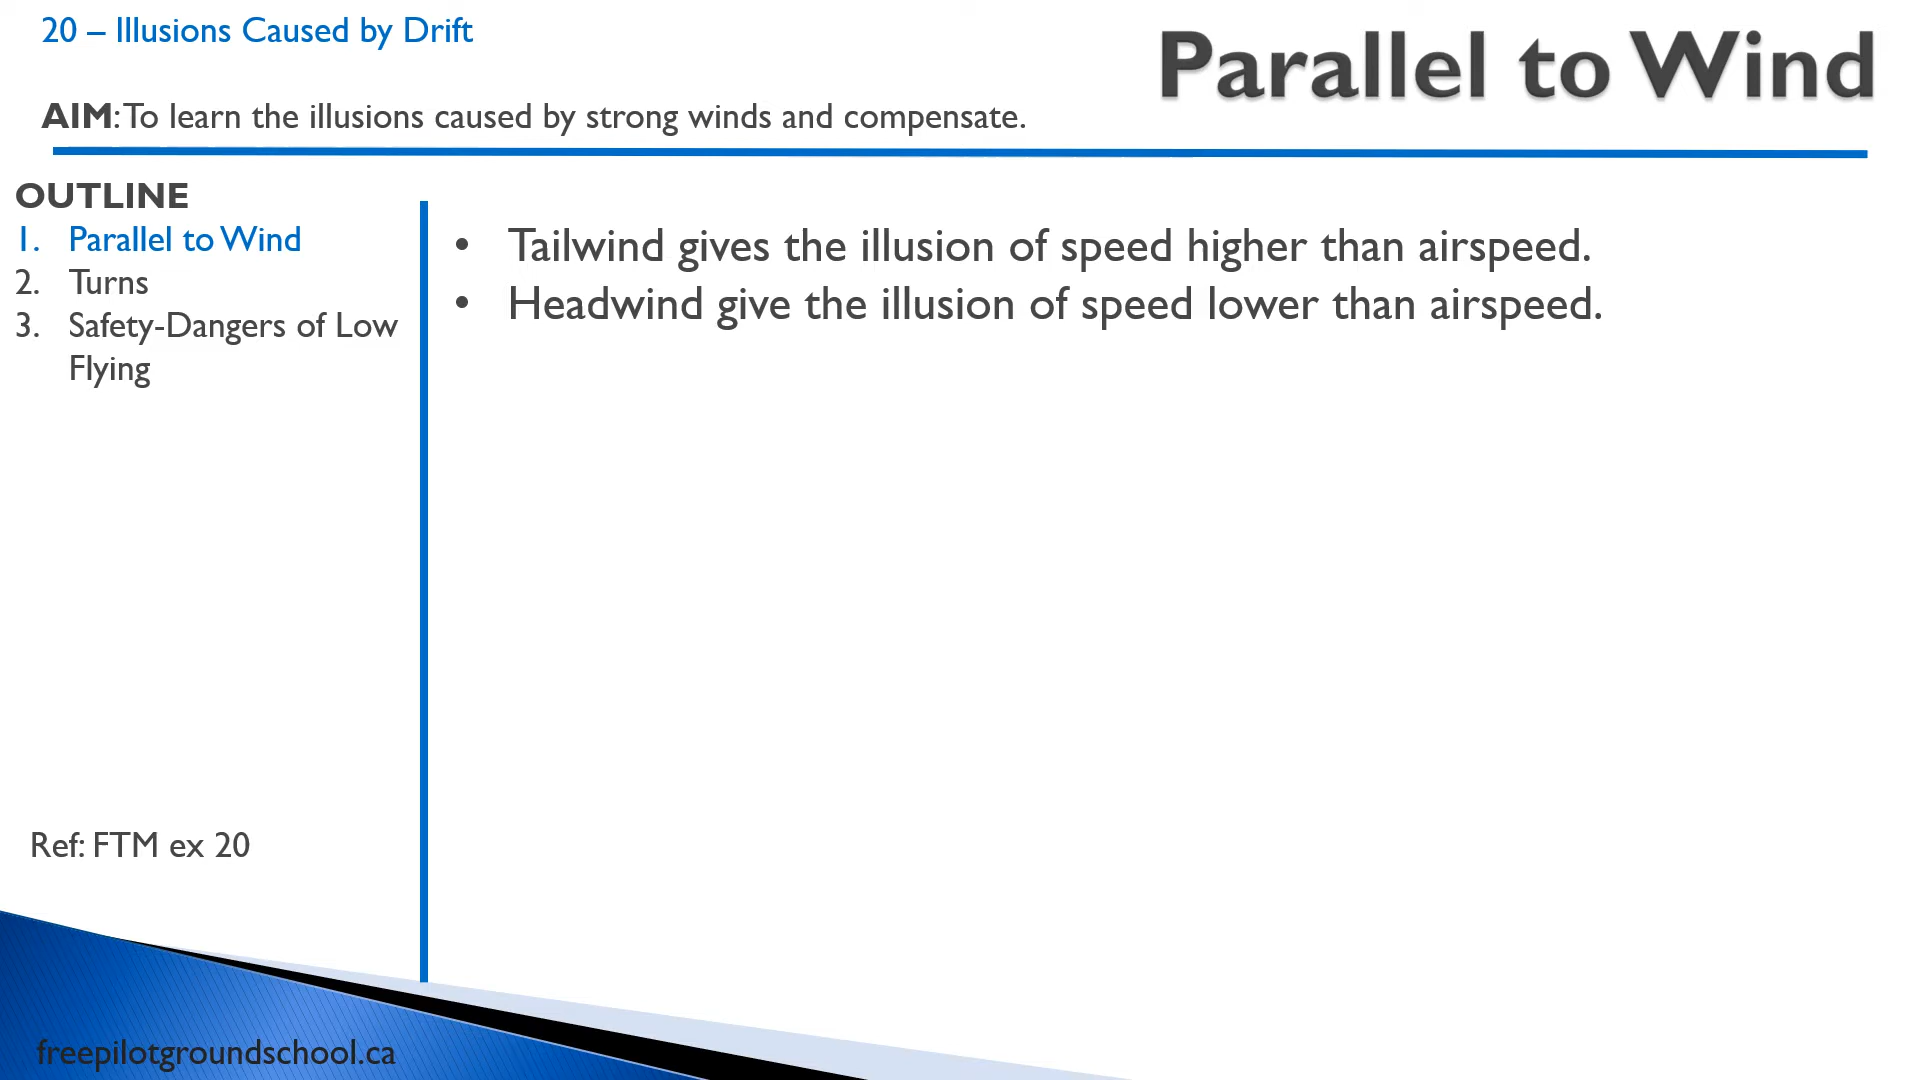 20 – Illusions Caused by Drift
Parallel to Wind
AIM: To learn the illusions caused by strong winds and compensate.
OUTLINE
1. Parallel to Wind
2. Turns
3. Safety-Dangers of Low
Flying
• Tailwind gives the illusion of speed higher than airspeed.
• Headwind give the illusion of speed lower than airspeed.
Ref: FTM ex 20
freepilotgroundschool.ca